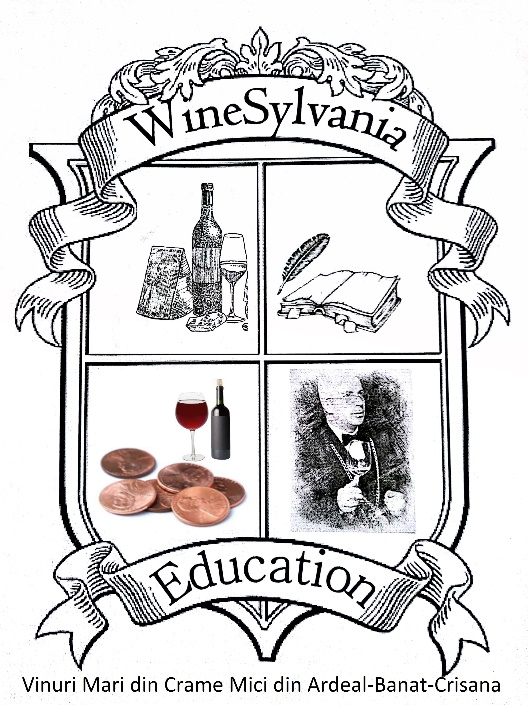 WineSylvania
Education
Vinuri Mari din Crame Mici din Ardeal-Banat-Crisana